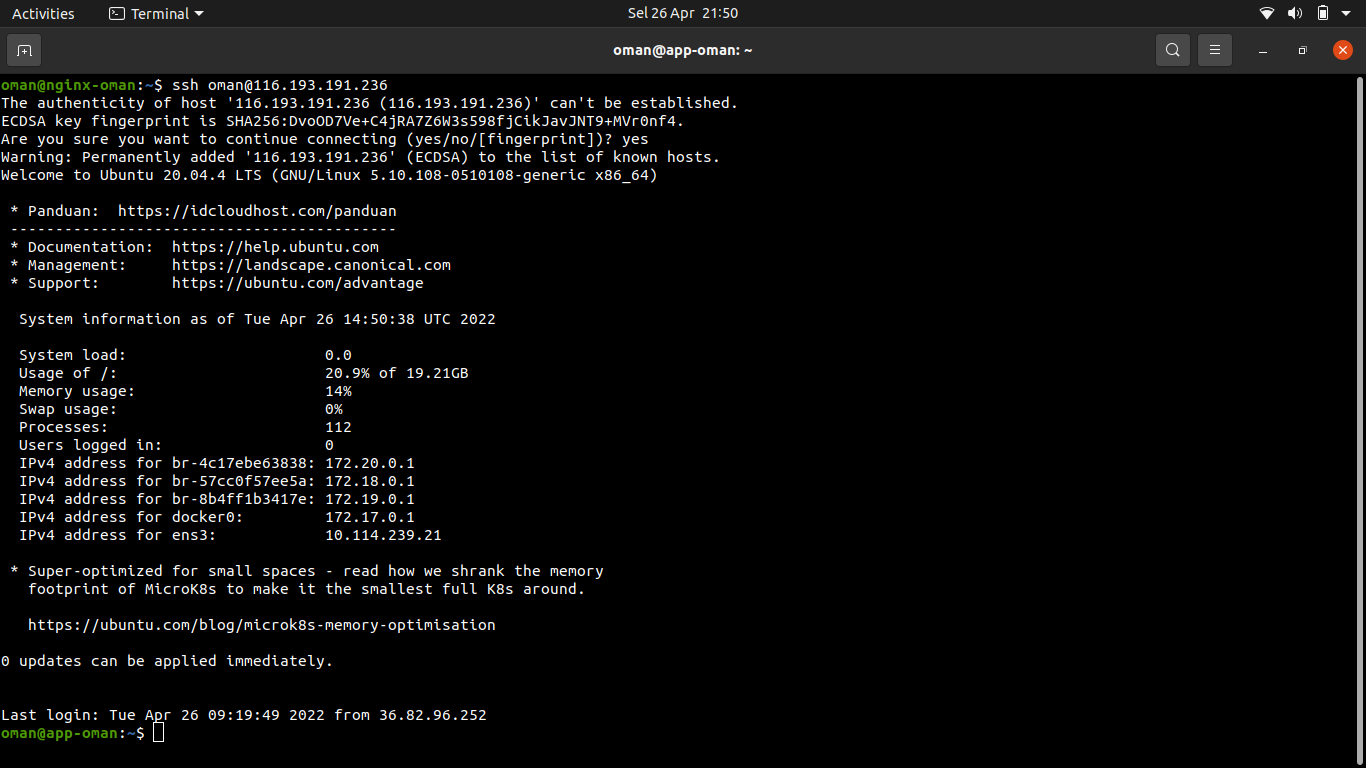 Activities
Terminal
Sel 26 Apr 21:50
oman@app-oman: ~
oman@nginx-oman:~$ ssh oman@116.193.191.236
The authenticity of host '116.193.191.236 (116.193.191.236)' can't be established.
ECDSA key fingerprint is SHA256:DvoOD7Ve+C4jRA7Z6W3s598fjCikJavJNT9+MVr0nf4.
Are you sure you want to continue connecting (yes/no/[fingerprint])? yes
Warning: Permanently added '116.193.191.236' (ECDSA) to the list of known hosts.
Welcome to Ubuntu 20.04.4 LTS (GNU/Linux 5.10.108-0510108-generic x86_64)
* Panduan:  https://idcloudhost.com/panduan
-------------------------------------------
* Documentation:  https://help.ubuntu.com
* Management:     https://landscape.canonical.com
* Support:        https://ubuntu.com/advantage
System information as of Tue Apr 26 14:50:38 UTC 2022
System load:                      0.0
Usage of /:                       20.9% of 19.21GB
Memory usage:                     14%
Swap usage:                       0%
Processes:                        112
Users logged in:                  0
IPv4 address for br-4c17ebe63838: 172.20.0.1
IPv4 address for br-57cc0f57ee5a: 172.18.0.1
IPv4 address for br-8b4ff1b3417e: 172.19.0.1
IPv4 address for docker0:         172.17.0.1
IPv4 address for ens3:            10.114.239.21
* Super-optimized for small spaces - read how we shrank the memory
footprint of MicroK8s to make it the smallest full K8s around.
https://ubuntu.com/blog/microk8s-memory-optimisation
0 updates can be applied immediately.
Last login: Tue Apr 26 09:19:49 2022 from 36.82.96.252
oman@app-oman:~$